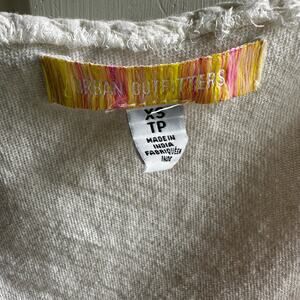 URBAN OUTFITTERS
XS
TP
MADE IN
INDIA
FABRIQUÉ EN
INDE